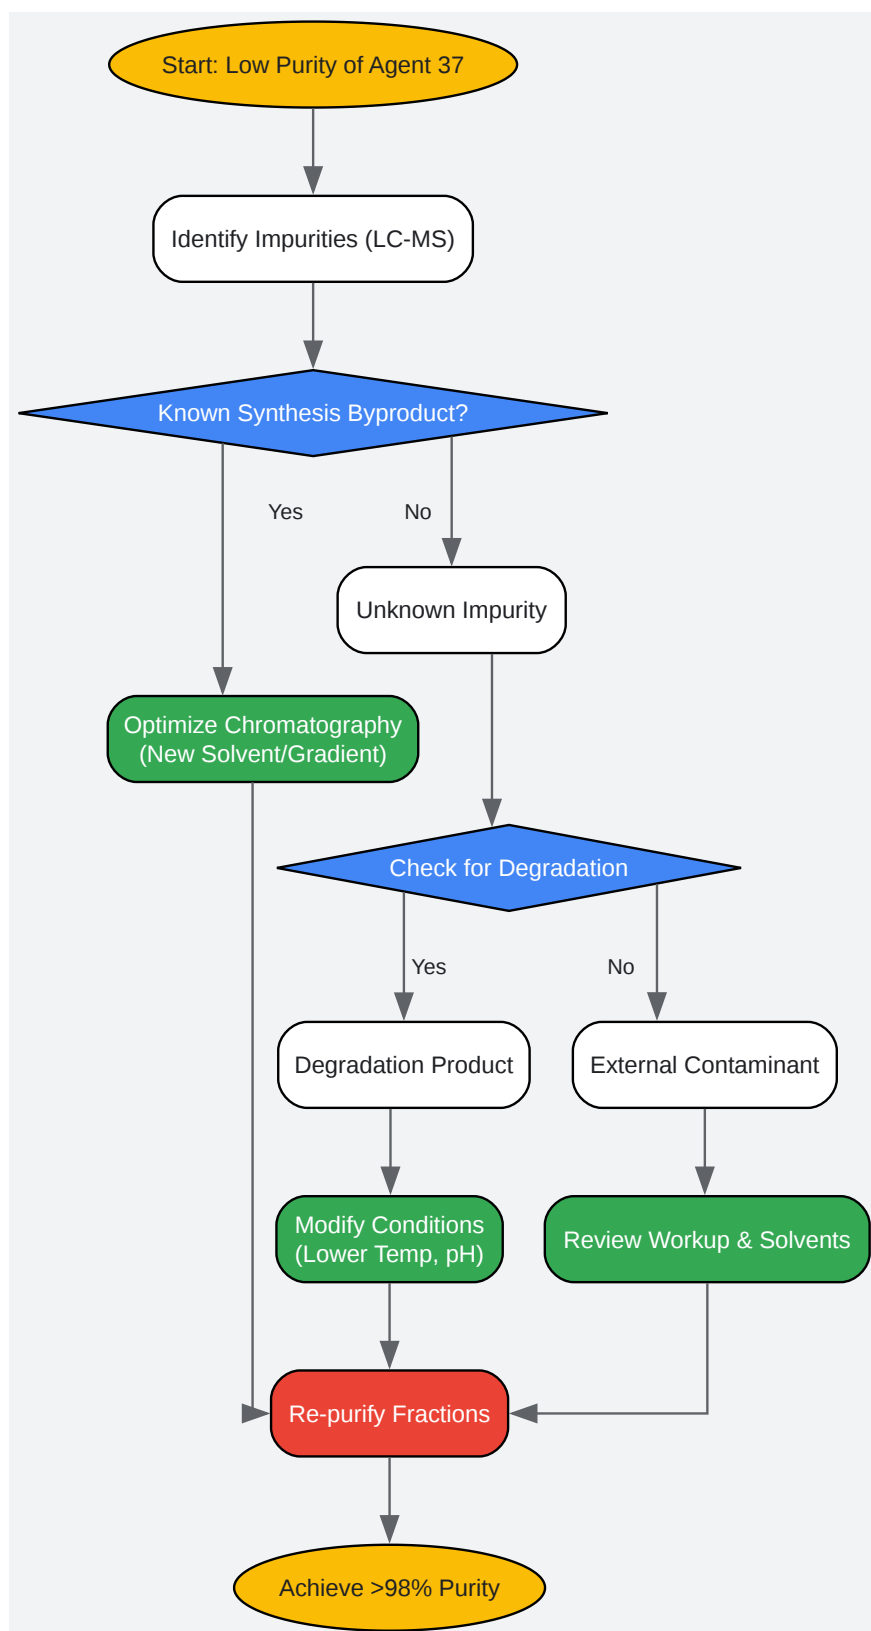 Start: Low Purity of Agent 37
Identify Impurities (LC-MS)
Known Synthesis Byproduct?
Yes
No
Unknown Impurity
Optimize Chromatography
(New Solvent/Gradient)
Check for Degradation
Yes
No
Degradation Product
External Contaminant
Modify Conditions
(Lower Temp, pH)
Review Workup & Solvents
Re-purify Fractions
Achieve >98% Purity